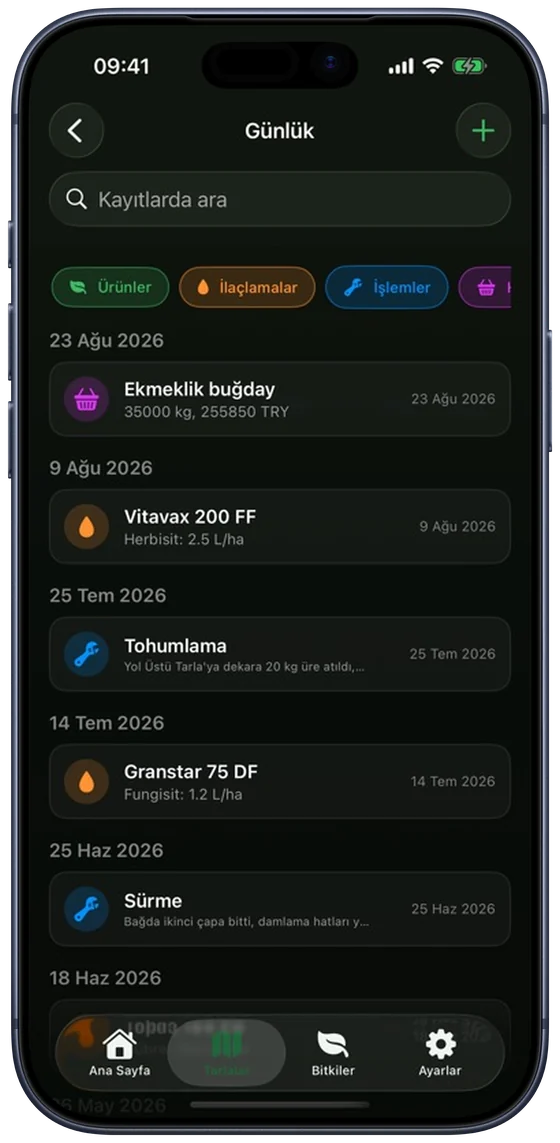 09:41
Günlük
Kayıtlarda ara
Ürünler
İlaçlamalar
İşlemler
23 Ağu 2026
Ekmeklik buğday
35000 kg, 255850 TRY
23 Ağu 2026
9 Ağu 2026
Vitavax 200 FF
Herbisit: 2.5 L/ha
9 Ağu 2026
25 Tem 2026
Tohumlama
Yol Üstü Tarla'ya dekara 20 kg üre atıldı,...
25 Tem 2026
14 Tem 2026
Granstar 75 DF
Fungisit: 1.2 L/ha
14 Tem 2026
25 Haz 2026
Sürme
Bağda ikinci çapa bitti, damlama hatları y...
25 Haz 2026
18 Haz 2026
Ana Sayfa
Tarlalar
Bitkiler
Ayarlar
26 May 2026